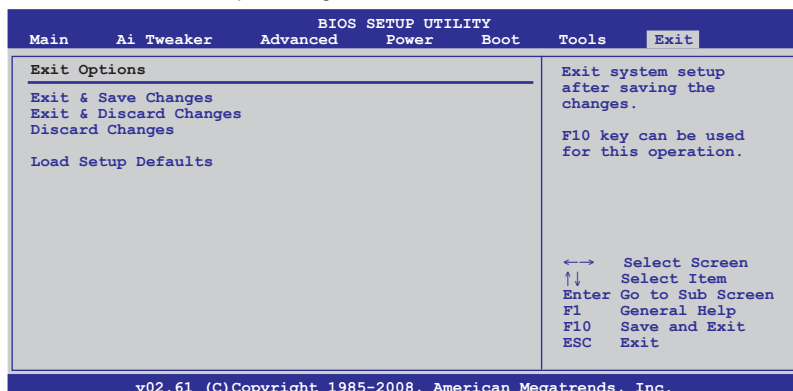 BIOS SETUP UTILITY
Main Ai Tweaker Advanced Power Boot Tools Exit
Exit Options
Exit & Save Changes
Exit & Discard Changes
Discard Changes
Load Setup Defaults
Exit system setup
after saving the
changes.
F10 key can be used
for this operation.
←→ Select Screen
↑↓ Select Item
Enter Go to Sub Screen
F1 General Help
F10 Save and Exit
ESC Exit
v02.61 (C)Copyright 1985-2008, American Megatrends, Inc.